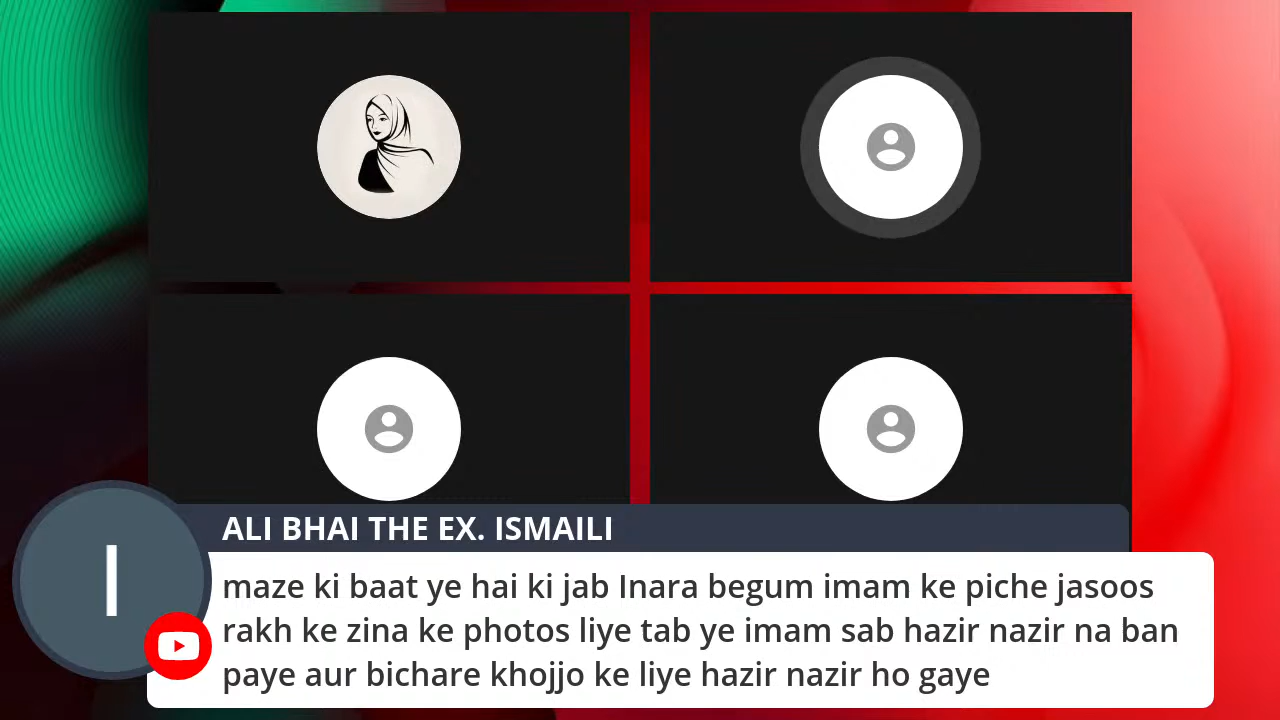 ALI BHAI THE EX. ISMAILI
I
maze ki baat ye hai ki jab Inara begum imam ke piche jasoos
rakh ke zina ke photos liye tab ye imam sab hazir nazir na ban
paye aur bichare khojjo ke liye hazir nazir ho gaye